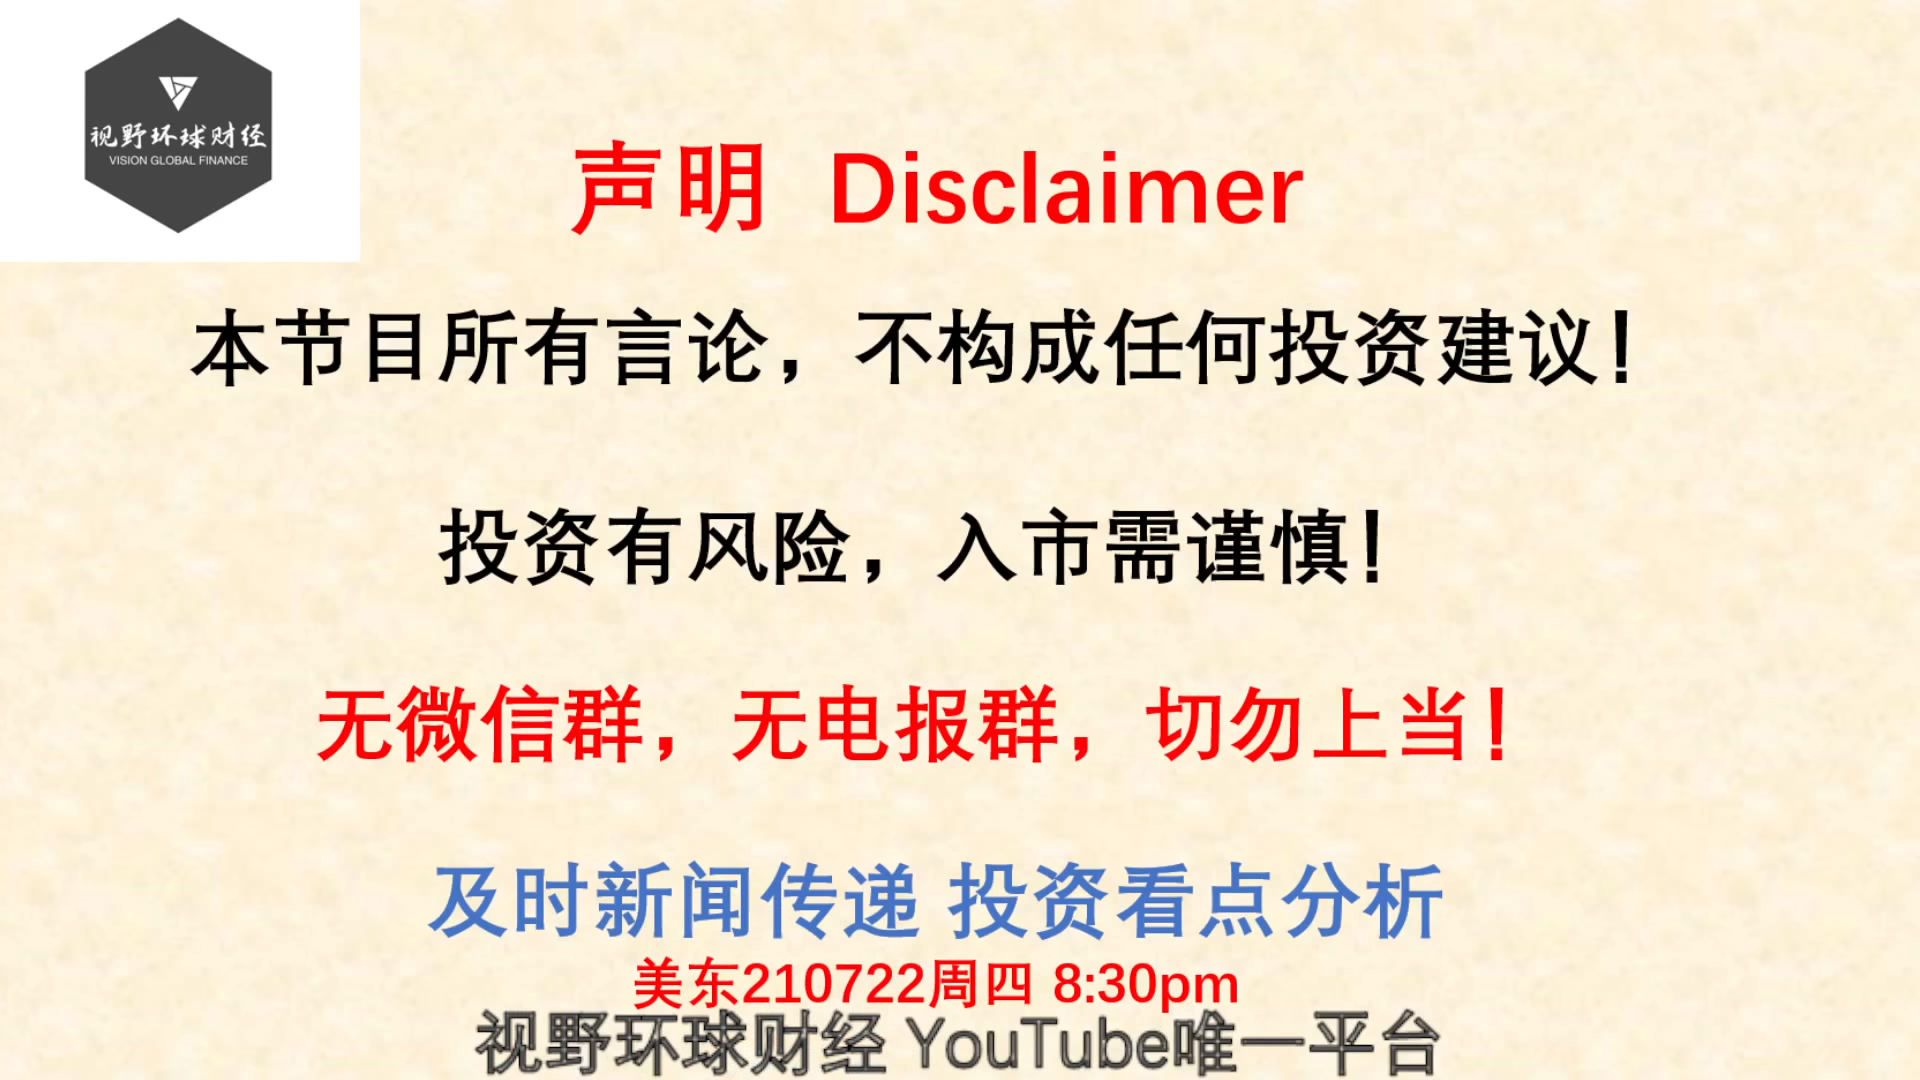 视野环球财经
VISION GLOBAL FINANCE
声明 Disclaimer
本节目所有言论，不构成任何投资建议！
投资有风险，入市需谨慎！
无微信群，无电报群，切勿上当！
及时新闻传递 投资看点分析
美东210722周四 8:30pm
视野环球财经 YouTube唯一平台